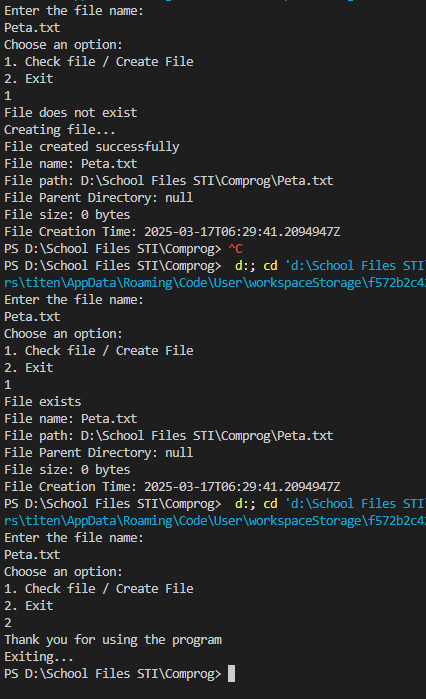 Enter the file name:
Peta.txt
Choose an option:
1. Check file / Create File
2. Exit
1
File does not exist
Creating file...
File created successfully
File name: Peta.txt
File path: D:\School Files STI\Comprog\Peta.txt
File Parent Directory: null
File size: 0 bytes
File Creation Time: 2025-03-17T06:29:41.2094947Z
PS D:\School Files STI\Comprog> ^C
PS D:\School Files STI\Comprog>  d:; cd 'd:\School Files STI\
rs\titen\AppData\Roaming\Code\User\workspaceStorage\f572b2c4
Enter the file name:
Peta.txt
Choose an option:
1. Check file / Create File
2. Exit
1
File exists
File name: Peta.txt
File path: D:\School Files STI\Comprog\Peta.txt
File Parent Directory: null
File size: 0 bytes
File Creation Time: 2025-03-17T06:29:41.2094947Z
PS D:\School Files STI\Comprog>  d:; cd 'd:\School Files STI\
rs\titen\AppData\Roaming\Code\User\workspaceStorage\f572b2c4
Enter the file name:
Peta.txt
Choose an option:
1. Check file / Create File
2. Exit
2
Thank you for using the program
Exiting...
PS D:\School Files STI\Comprog>